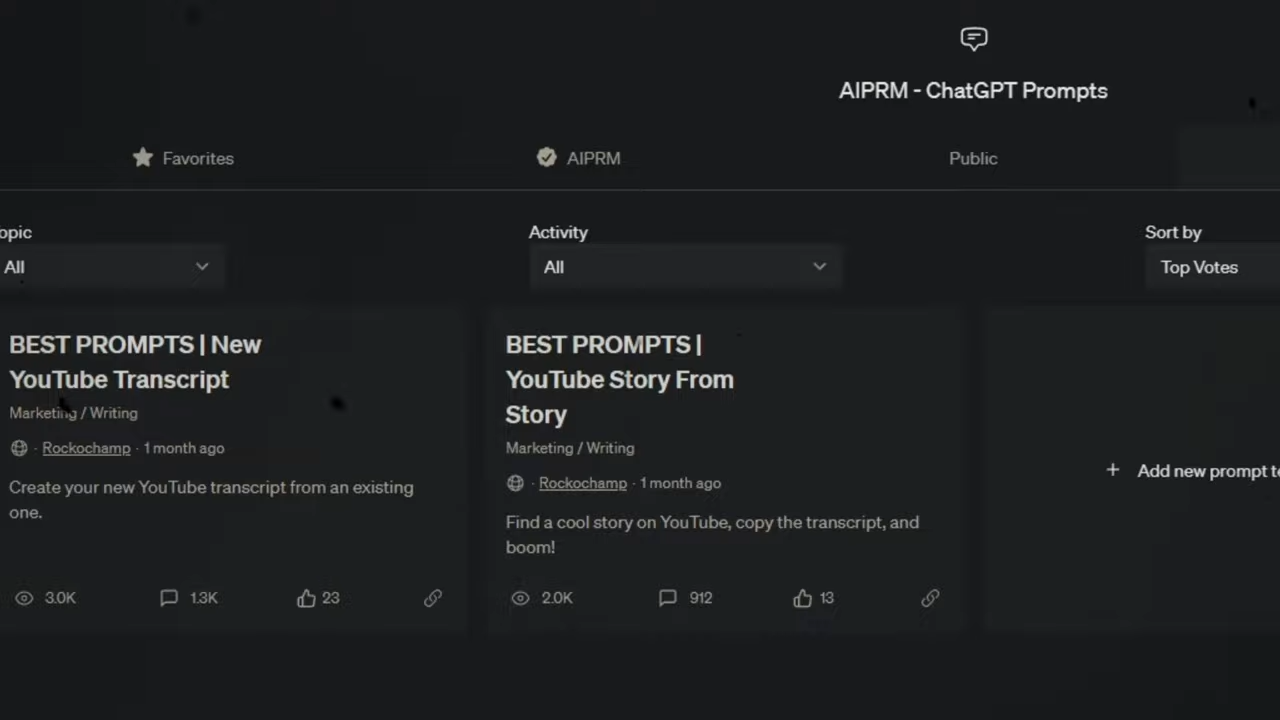 AIPRM - ChatGPT Prompts
Favorites
AIPRM
Public
opic
Activity
Sort by
All
All
Top Votes
BEST PROMPTS | New
YouTube Transcript
Marketing / Writing
· Rockochamp · 1 month ago
Create your new YouTube transcript from an existing
one.
3.0K
1.3K
23
BEST PROMPTS |
YouTube Story From
Story
Marketing / Writing
· Rockochamp · 1 month ago
Find a cool story on YouTube, copy the transcript, and
boom!
2.0K
912
13
+ Add new prompt te